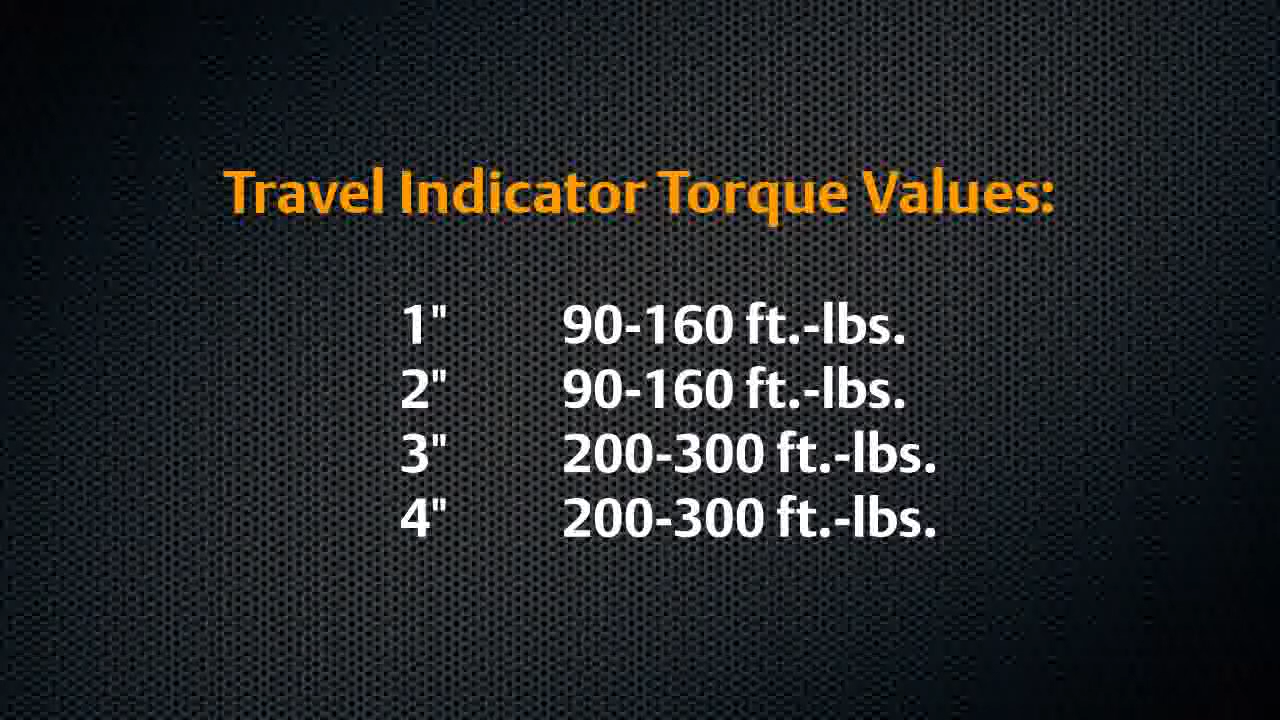 Travel Indicator Torque Values:
1" 90-160 ft.-lbs.
2" 90-160 ft.-lbs.
3" 200-300 ft.-lbs.
4" 200-300 ft.-lbs.